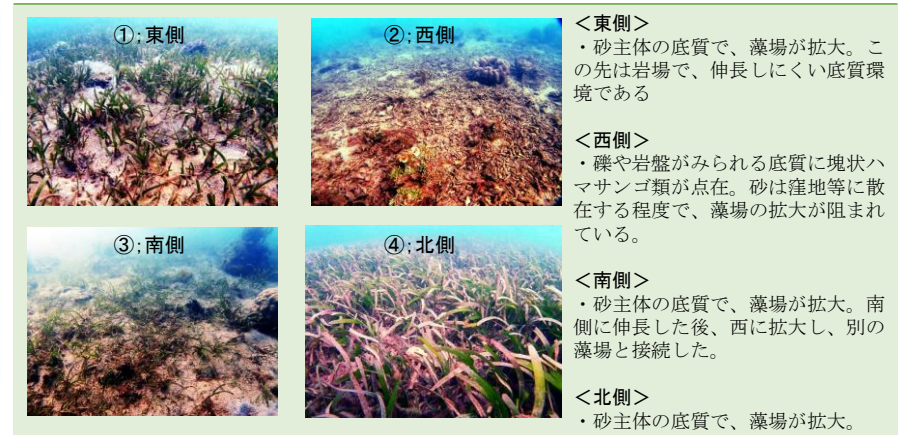 ①;東側
②;西側
③;南側
④;北側
＜東側＞
・砂主体の底質で、藻場が拡大。こ
の先は岩場で、伸長しにくい底質環
境である
＜西側＞
・礫や岩盤がみられる底質に塊状ハ
マサンゴ類が点在。砂は窪地等に散
在する程度で、藻場の拡大が阻まれ
ている。
＜南側＞
・砂主体の底質で、藻場が拡大。南
側に伸長した後、西に拡大し、別の
藻場と接続した。
＜北側＞
・砂主体の底質で、藻場が拡大。